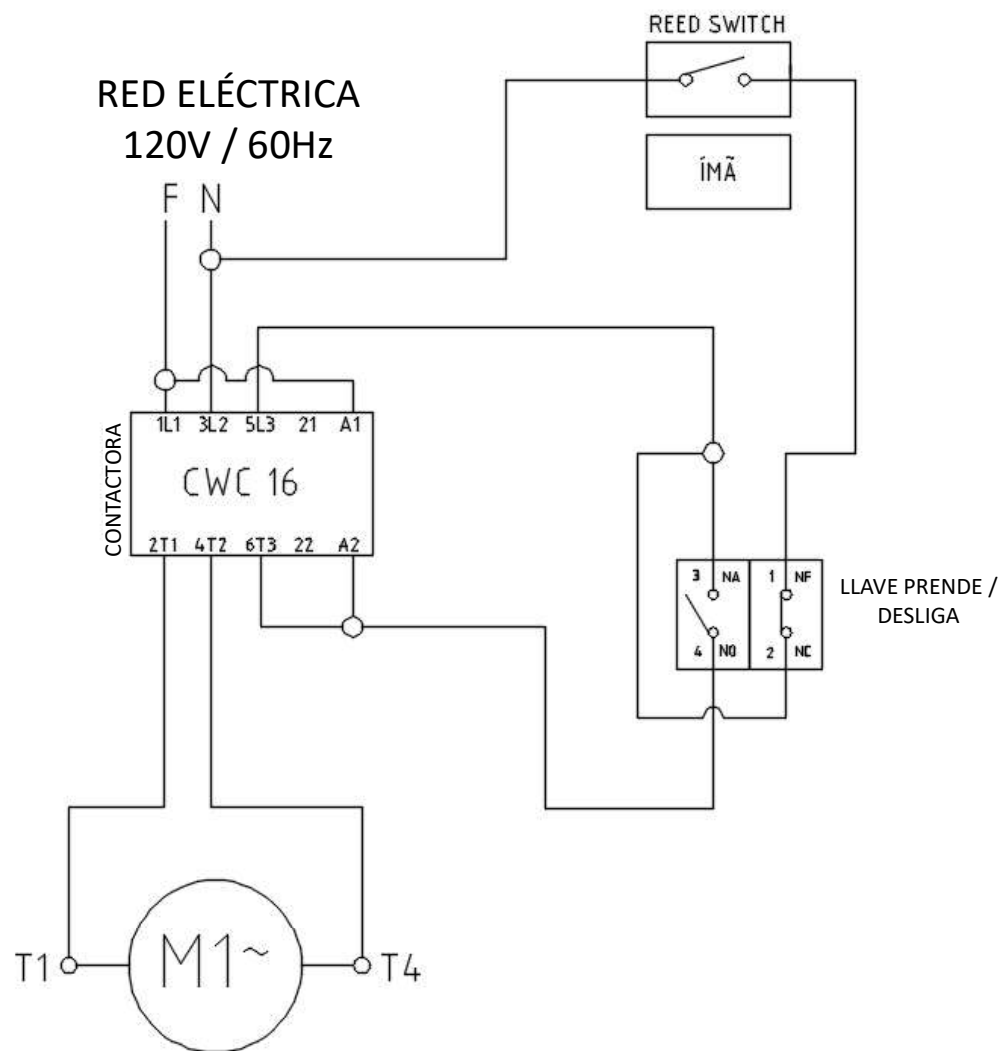 REED SWITCH
RED ELÉCTRICA
120V / 60Hz
ÍMÃ
F N
1L1 3L2 5L3 21 A1
CONTACTORA
CWC 16
2T1 4T2 6T3 22 A2
3 NA 1 NF
4 NO 2 NC
LLAVE PRENDE /
DESLIGA
T1 M1~ T4